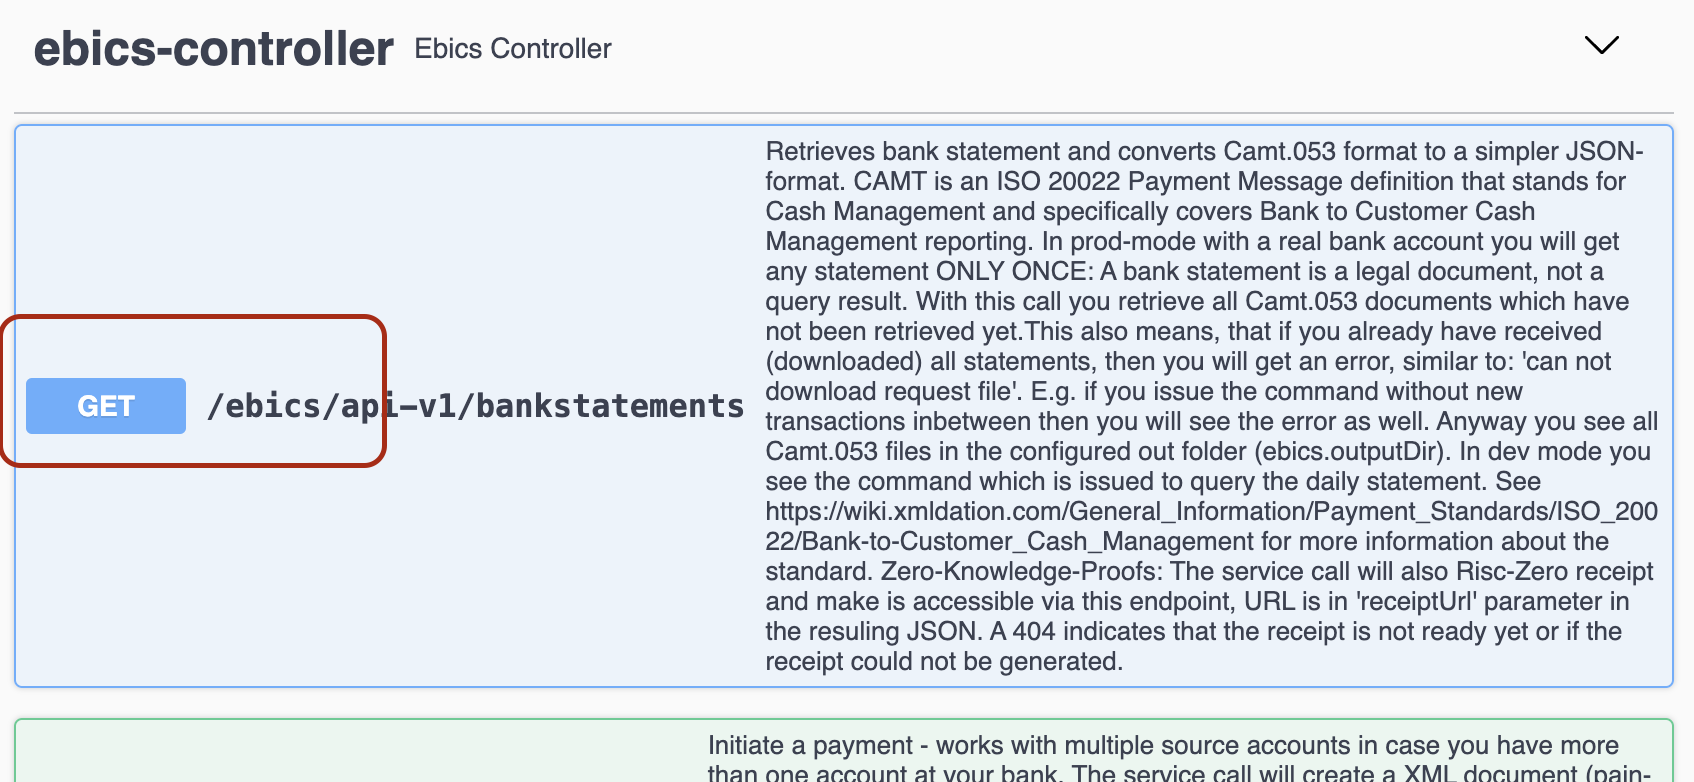 ebics-controller Ebics Controller
GET /ebics/api-v1/bankstatements
Retrieves bank statement and converts Camt.053 format to a simpler JSON-
format. CAMT is an ISO 20022 Payment Message definition that stands for
Cash Management and specifically covers Bank to Customer Cash
Management reporting. In prod-mode with a real bank account you will get
any statement ONLY ONCE: A bank statement is a legal document, not a
query result. With this call you retrieve all Camt.053 documents which have
not been retrieved yet.This also means, that if you already have received
(downloaded) all statements, then you will get an error, similar to: 'can not
download request file'. E.g. if you issue the command without new
transactions inbetween then you will see the error as well. Anyway you see all
Camt.053 files in the configured out folder (ebics.outputDir). In dev mode you
see the command which is issued to query the daily statement. See
https://wiki.xmldation.com/General_Information/Payment_Standards/ISO_200
22/Bank-to-Customer_Cash_Management for more information about the
standard. Zero-Knowledge-Proofs: The service call will also Risc-Zero receipt
and make is accessible via this endpoint, URL is in 'receiptUrl' parameter in
the resuling JSON. A 404 indicates that the receipt is not ready yet or if the
receipt could not be generated.
Initiate a payment - works with multiple source accounts in case you have more
than one account at your bank. The service call will create a XML document (pain-